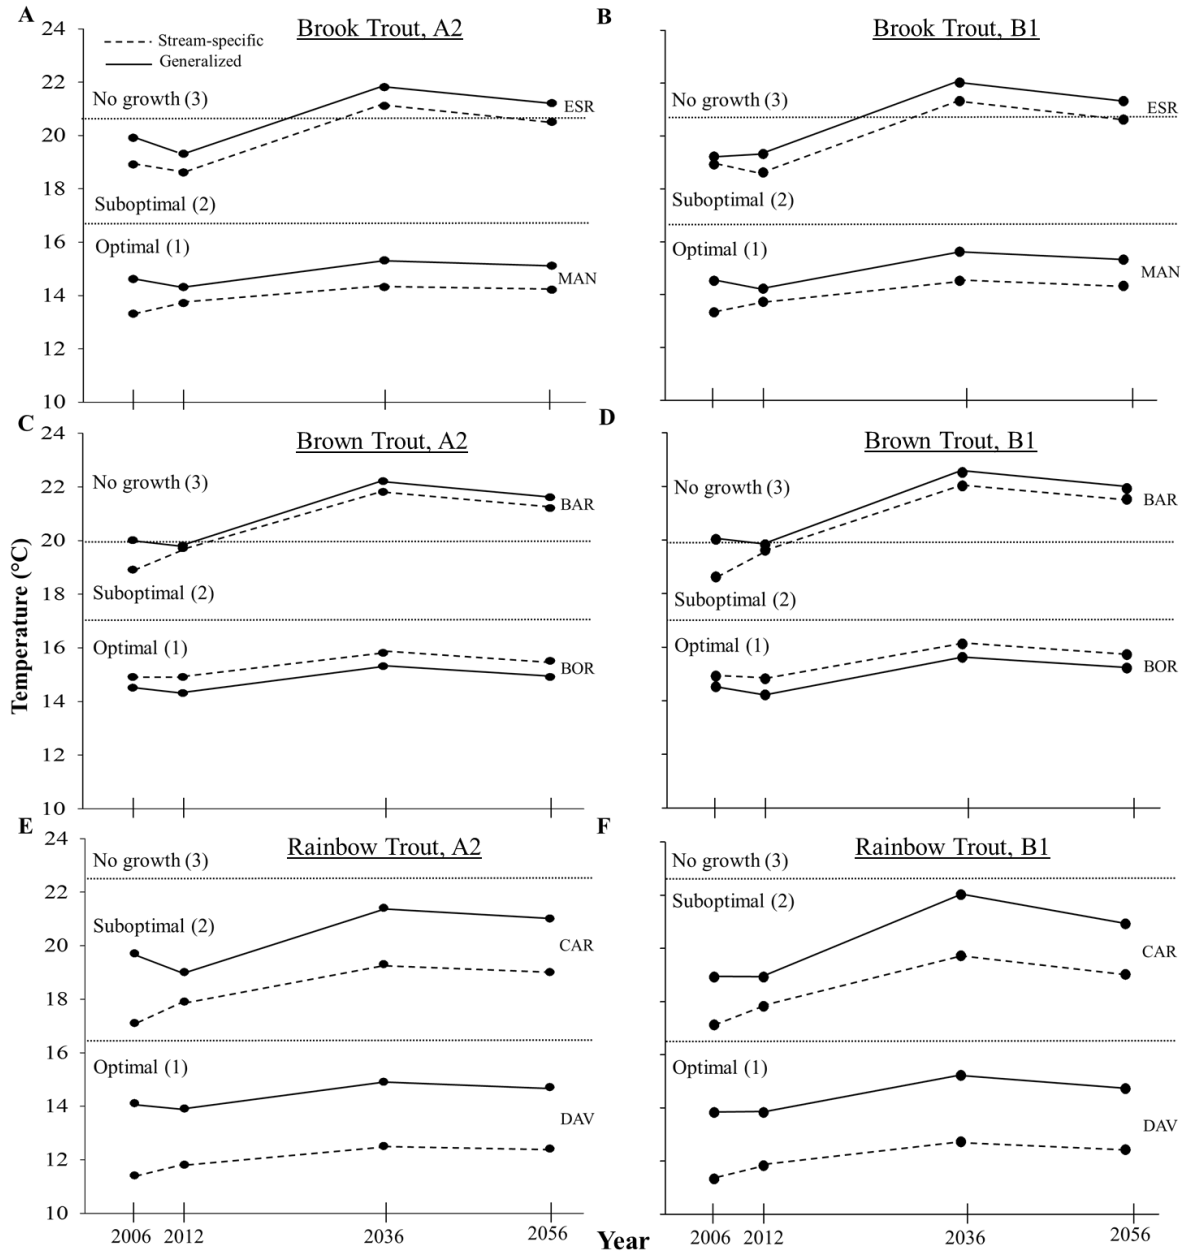 A
Brook Trout, A2
Stream-specific
Generalized
24
22
20
18
16
14
12
10
No growth (3)
Suboptimal (2)
Optimal (1)
ESR
MAN
B
Brook Trout, B1
No growth (3)
Suboptimal (2)
Optimal (1)
ESR
MAN
C
Brown Trout, A2
24
22
20
18
16
14
12
10
No growth (3)
Suboptimal (2)
Optimal (1)
BAR
BOR
Temperature (°C)
D
Brown Trout, B1
No growth (3)
Suboptimal (2)
Optimal (1)
BAR
BOR
E
Rainbow Trout, A2
24
22
20
18
16
14
12
10
No growth (3)
Suboptimal (2)
Optimal (1)
CAR
DAV
2006 2012 2036 2056
F
Rainbow Trout, B1
No growth (3)
Suboptimal (2)
Optimal (1)
CAR
DAV
2006 2012 2036 2056
Year